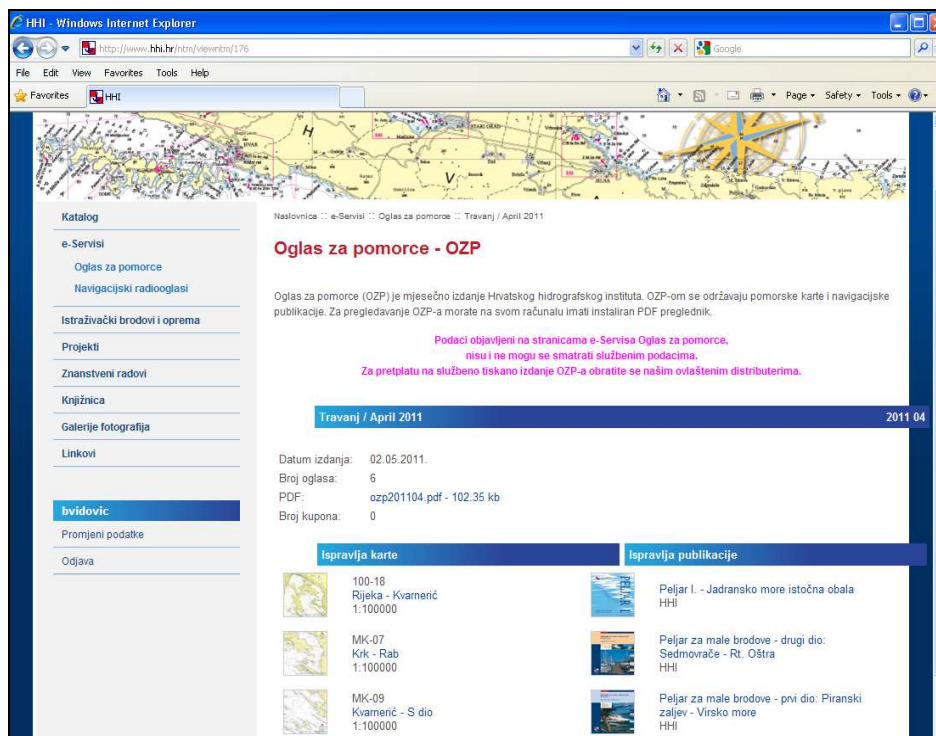 HHI - Windows Internet Explorer
http://www.hhi.hr/ntm/viewntm/176
Google
File Edit View Favorites Tools Help
Favorites HHI Page Safety Tools
HVAR
STARI GRAD
JELSA
H
V
Katalog
e-Servisi
Oglas za pomorce
Navigacijski radiooglasi
Istraživački brodovi i oprema
Projekti
Znanstveni radovi
Knjižnica
Galerije fotografija
Linkovi
bvidovic
Promjeni podatke
Odjava
Naslovnica :: e-Servisi :: Oglas za pomorce :: Travanj / April 2011
Oglas za pomorce - OZP
Oglas za pomorce (OZP) je mjesečno izdanje Hrvatskog hidrografskog instituta. OZP-om se održavaju pomorske karte i navigacijske
publikacije. Za pregledavanje OZP-a morate na svom računalu imati instaliran PDF preglednik.
Podaci objavljeni na stranicama e-Servisa Oglas za pomorce,
nisu i ne mogu se smatrati službenim podacima.
Za pretplatu na službeno tiskano izdanje OZP-a obratite se našim ovlaštenim distributerima.
Travanj / April 2011 2011 04
Datum izdanja: 02.05.2011.
Broj oglasa: 6
PDF: ozp201104.pdf - 102.35 kb
Broj kupona: 0
Ispravlja karte
100-18
Rijeka - Kvarnerić
1:100000
MK-07
Krk - Rab
1:100000
MK-09
Kvarnerić - S dio
1:100000
Ispravlja publikacije
PELJAR I
Peljar I. - Jadransko more istočna obala
HHI
Peljar za male brodove - drugi dio:
Sedmovrače - Rt. Oštra
HHI
Peljar za male brodove - prvi dio: Piranski
zaljev - Virsko more
HHI